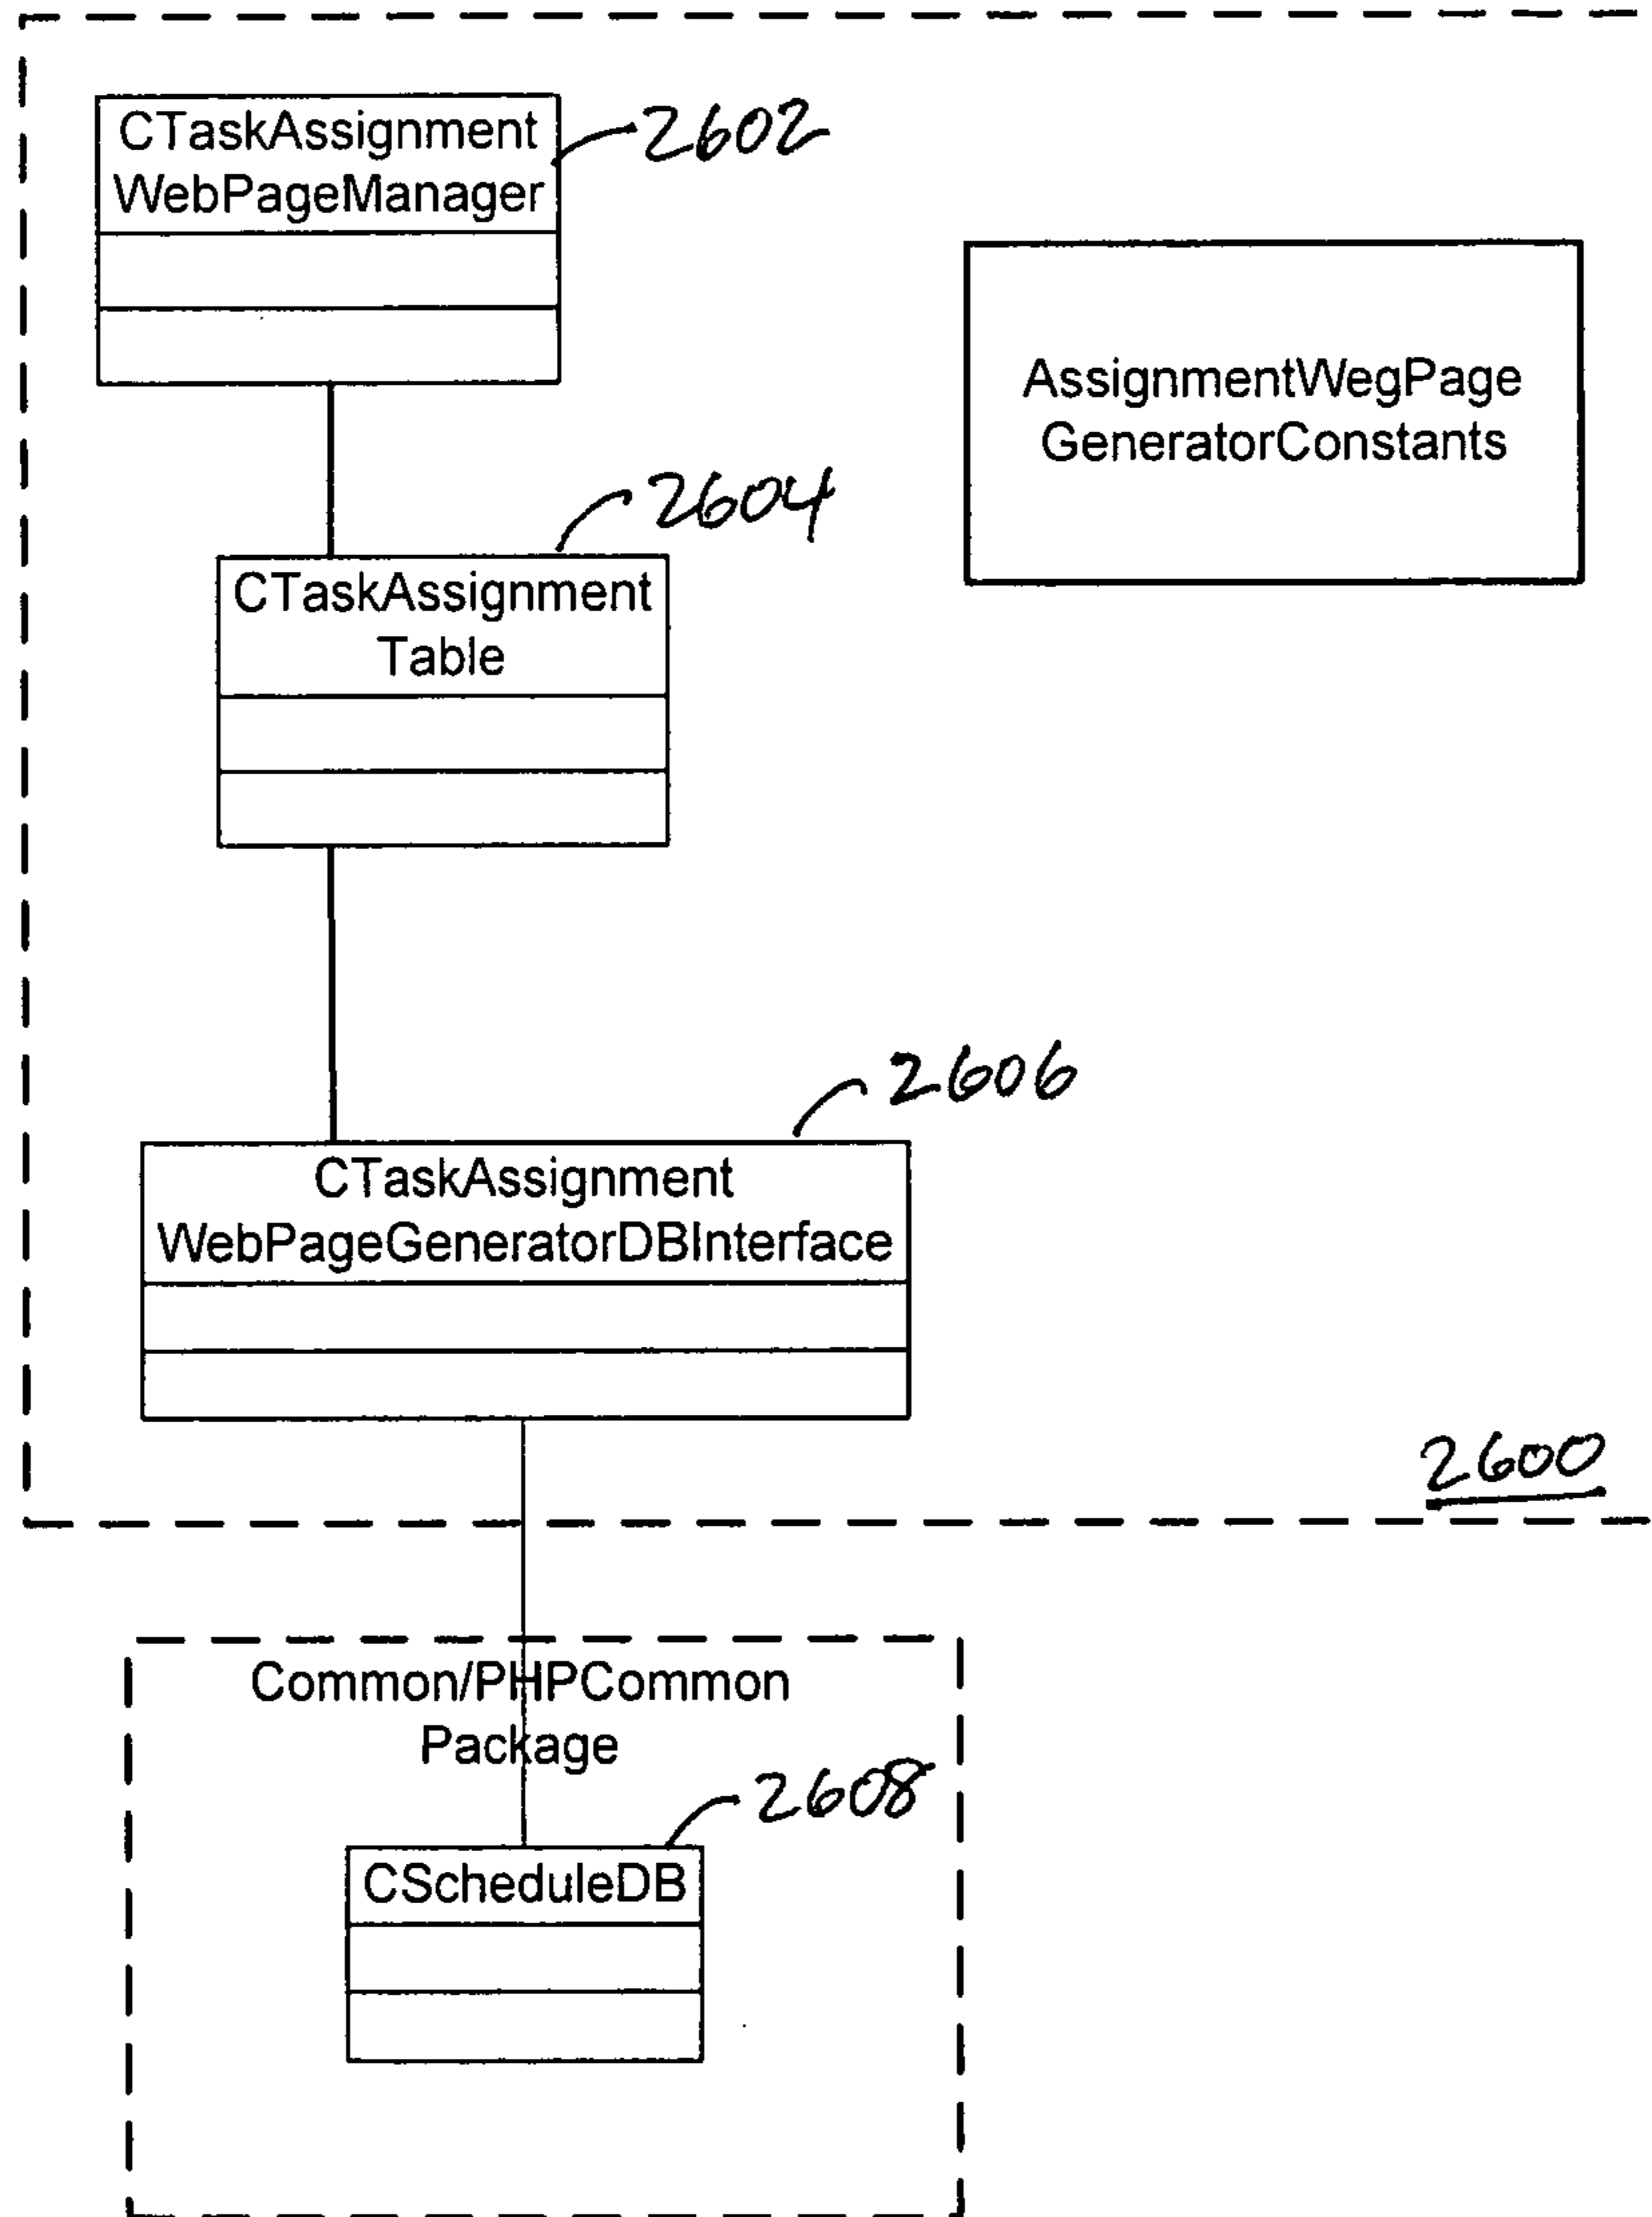 CTaskAssignment
WebPageManager
2602
AssignmentWegPage
GeneratorConstants
2604
CTaskAssignment
Table
2606
CTaskAssignment
WebPageGeneratorDBInterface
2600
Common/PHPCommon
Package
2608
CScheduleDB